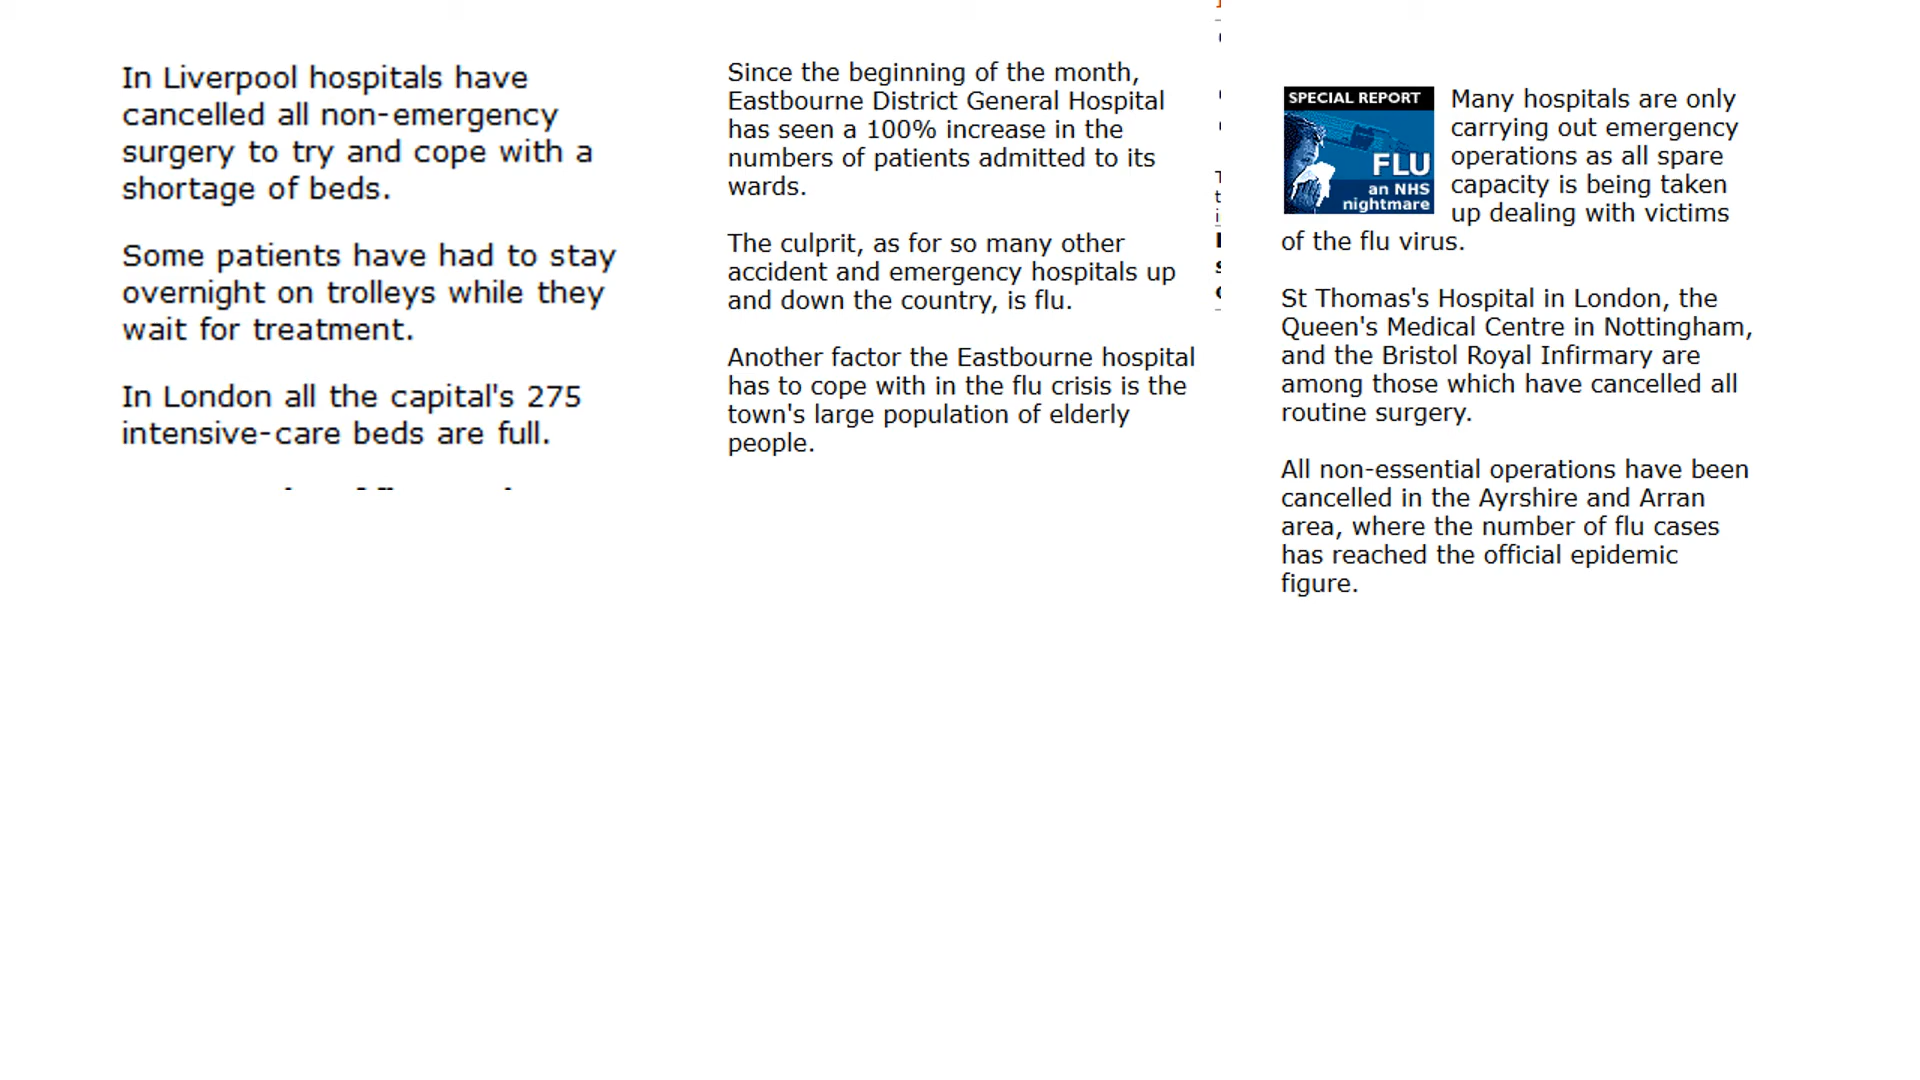 In Liverpool hospitals have
cancelled all non-emergency
surgery to try and cope with a
shortage of beds.
Some patients have had to stay
overnight on trolleys while they
wait for treatment.
In London all the capital's 275
intensive-care beds are full.
Since the beginning of the month,
Eastbourne District General Hospital
has seen a 100% increase in the
numbers of patients admitted to its
wards.
The culprit, as for so many other
accident and emergency hospitals up
and down the country, is flu.
Another factor the Eastbourne hospital
has to cope with in the flu crisis is the
town's large population of elderly
people.
SPECIAL REPORT
FLU
an NHS
nightmare
Many hospitals are only
carrying out emergency
operations as all spare
capacity is being taken
up dealing with victims
of the flu virus.
St Thomas's Hospital in London, the
Queen's Medical Centre in Nottingham,
and the Bristol Royal Infirmary are
among those which have cancelled all
routine surgery.
All non-essential operations have been
cancelled in the Ayrshire and Arran
area, where the number of flu cases
has reached the official epidemic
figure.